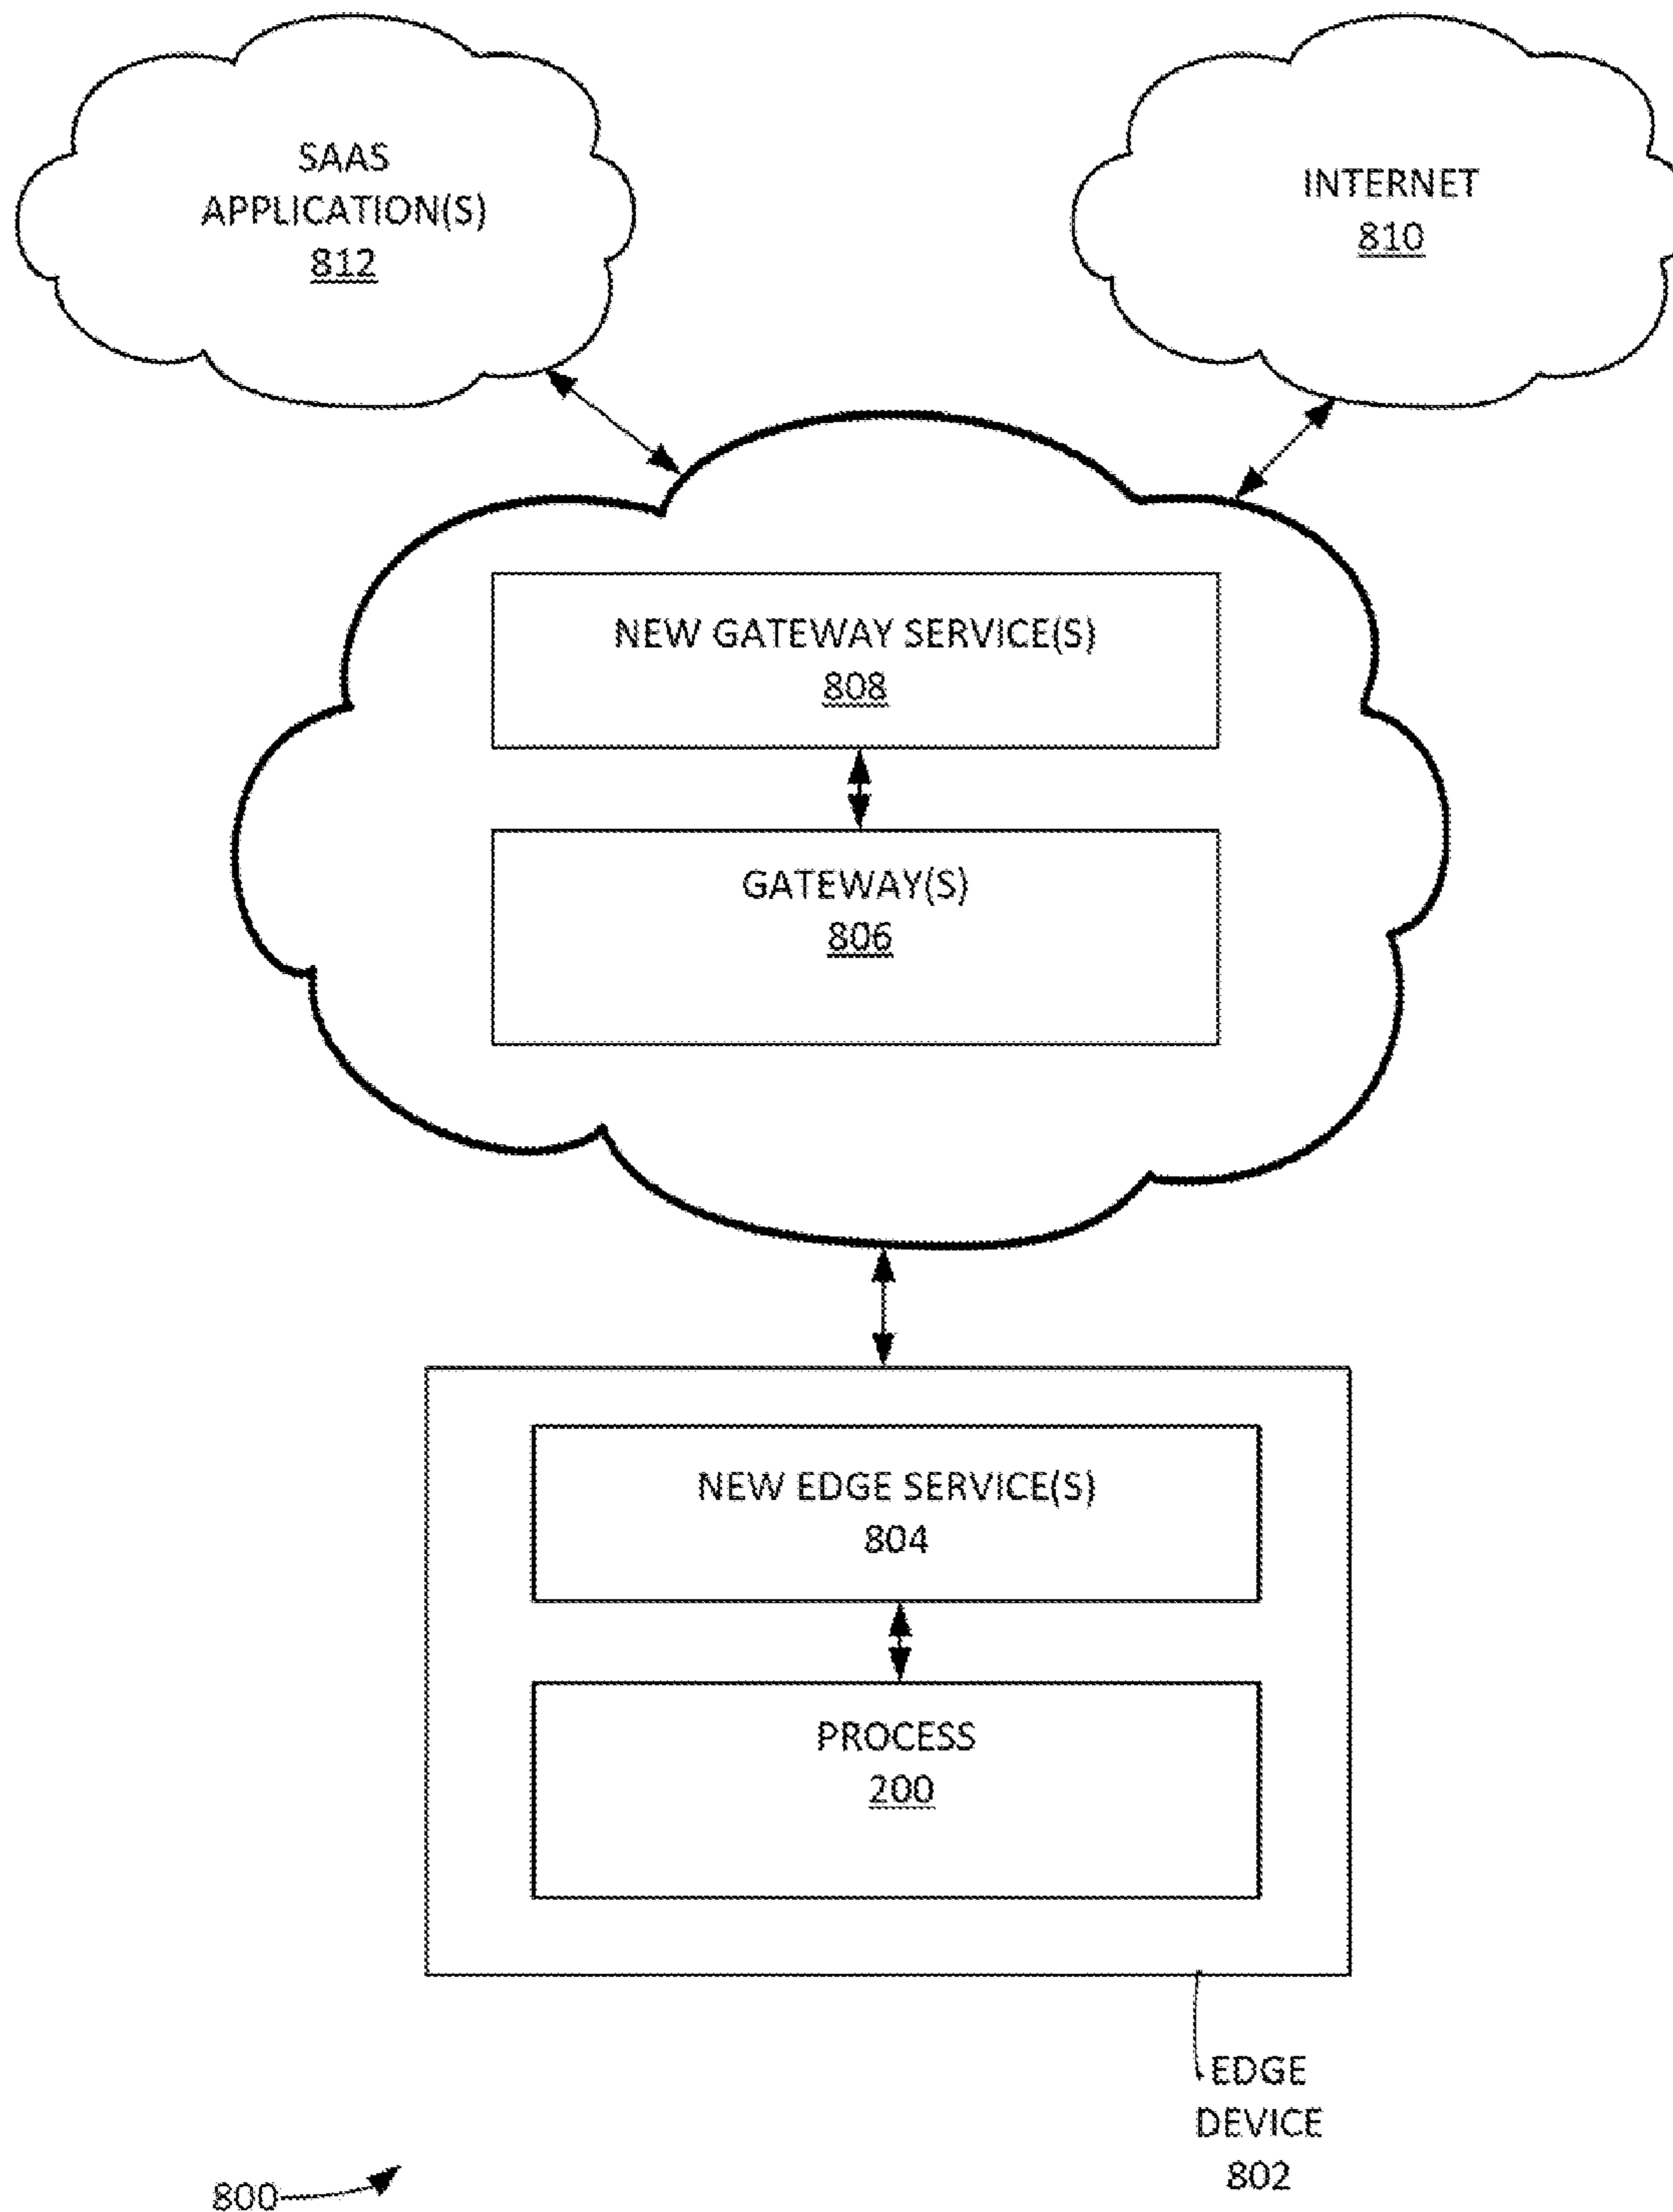 SAAS
APPLICATION(S)
812
INTERNET
810
NEW GATEWAY SERVICE(S)
808
GATEWAY(S)
806
NEW EDGE SERVICE(S)
804
PROCESS
200
EDGE
DEVICE
802
800